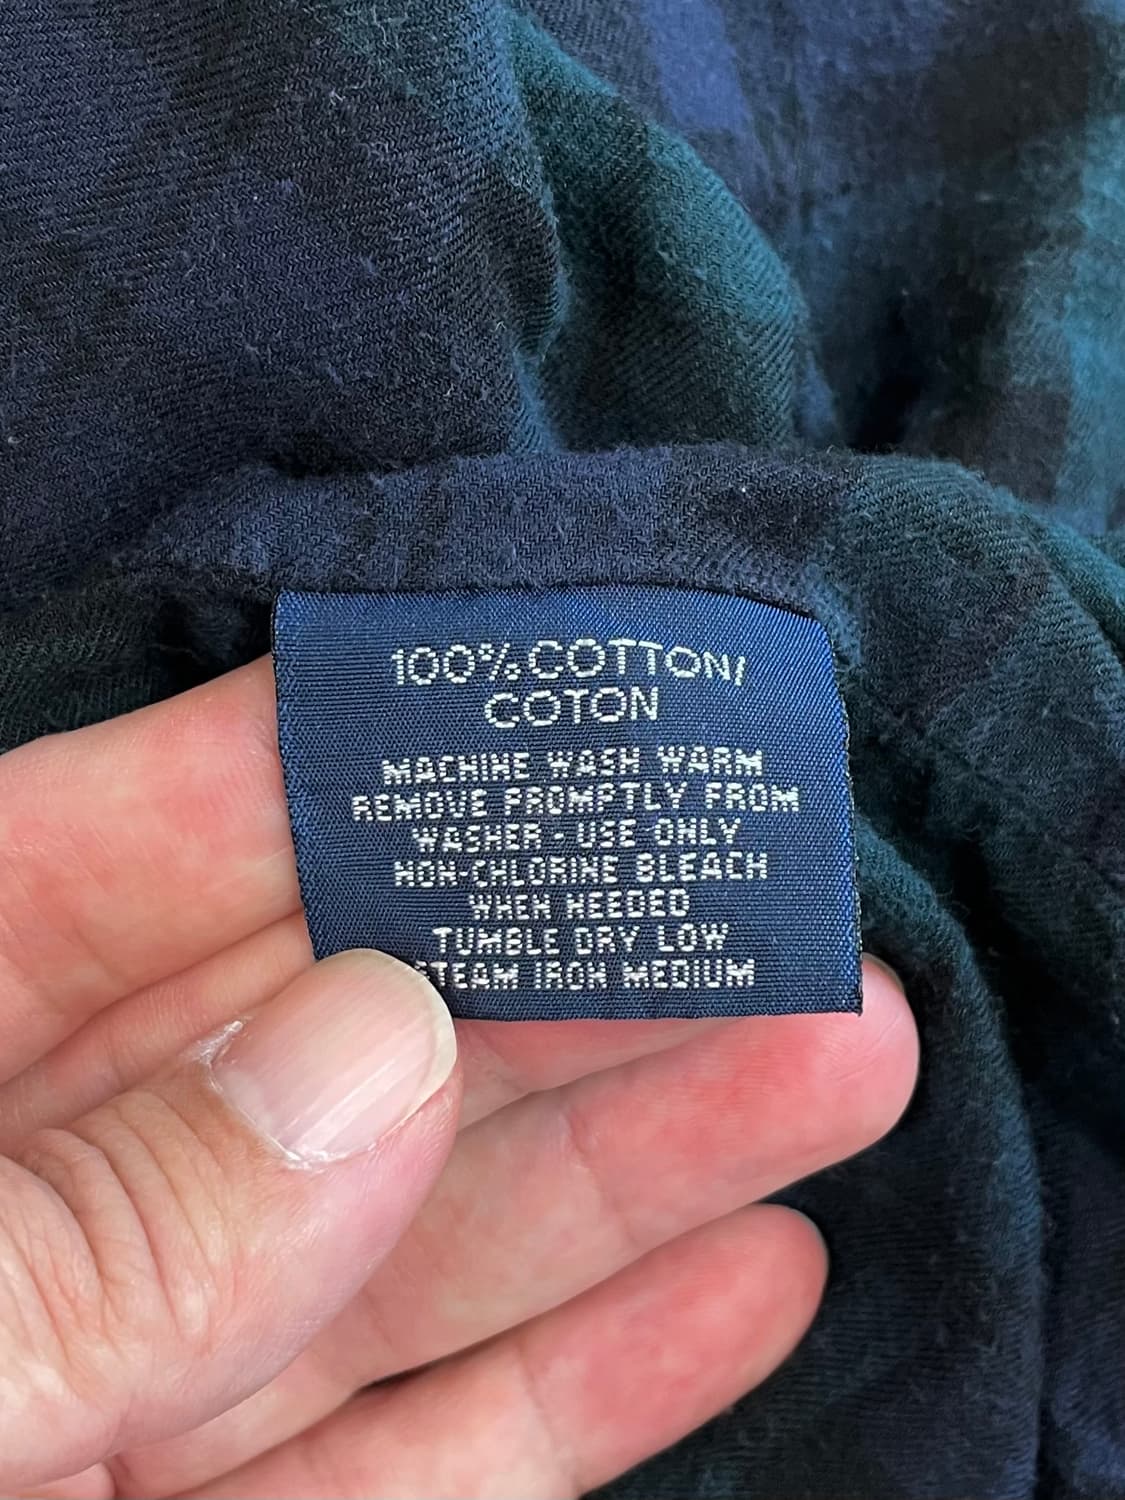 100% COTTON/
COTON
MACHINE WASH WARM
REMOVE PROMPTLY FROM
WASHER - USE ONLY
NON-CHLORINE BLEACH
WHEN NEEDED
TUMBLE DRY LOW
STEAM IRON MEDIUM